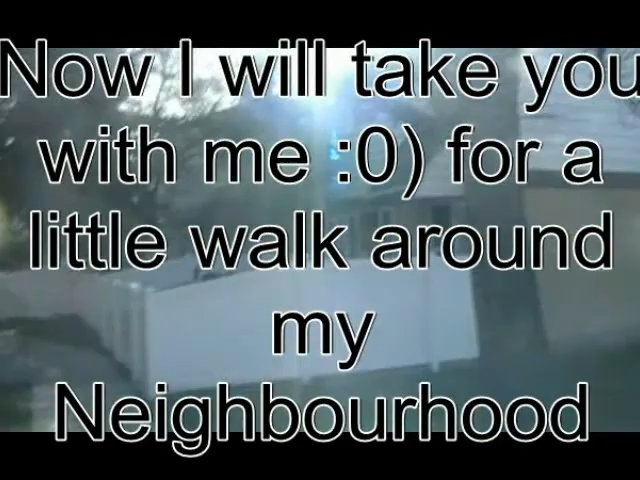 Now I will take you
with me :0) for a
little walk around
my
Neighbourhood